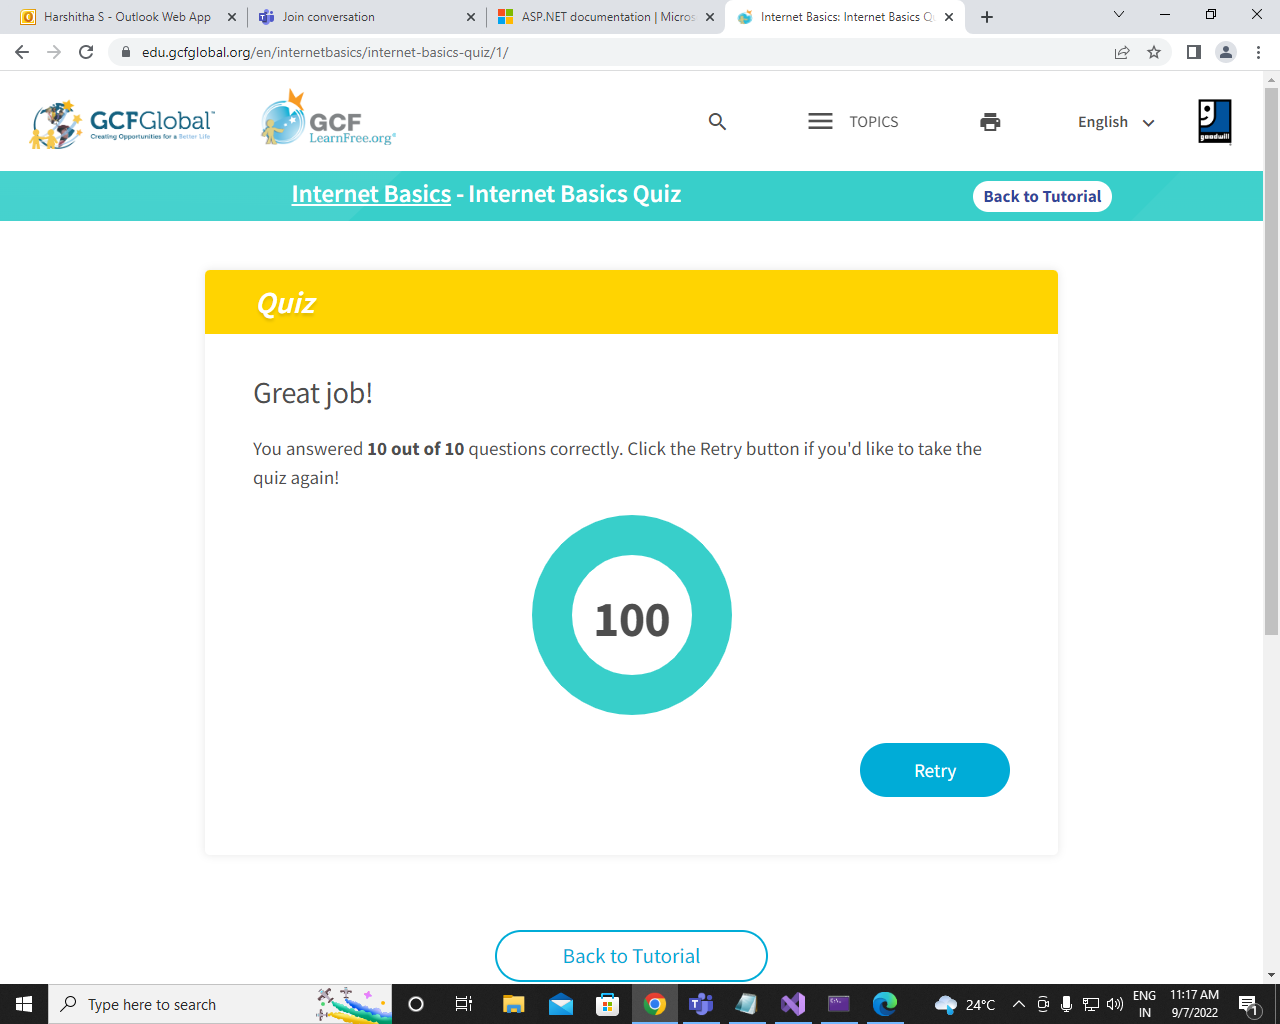 Harshitha S - Outlook Web App
Join conversation
ASP.NET documentation | Micros
Internet Basics: Internet Basics Q
edu.gcfglobal.org/en/internetbasics/internet-basics-quiz/1/
GCFGlobal™
Creating Opportunities for a Better Life
GCF
LearnFree.org®
TOPICS
English
goodwill
Internet Basics - Internet Basics Quiz
Back to Tutorial
Quiz
Great job!
You answered 10 out of 10 questions correctly. Click the Retry button if you'd like to take the
quiz again!
100
Retry
Back to Tutorial
Type here to search
24°C
ENG
IN
11:17 AM
9/7/2022
1